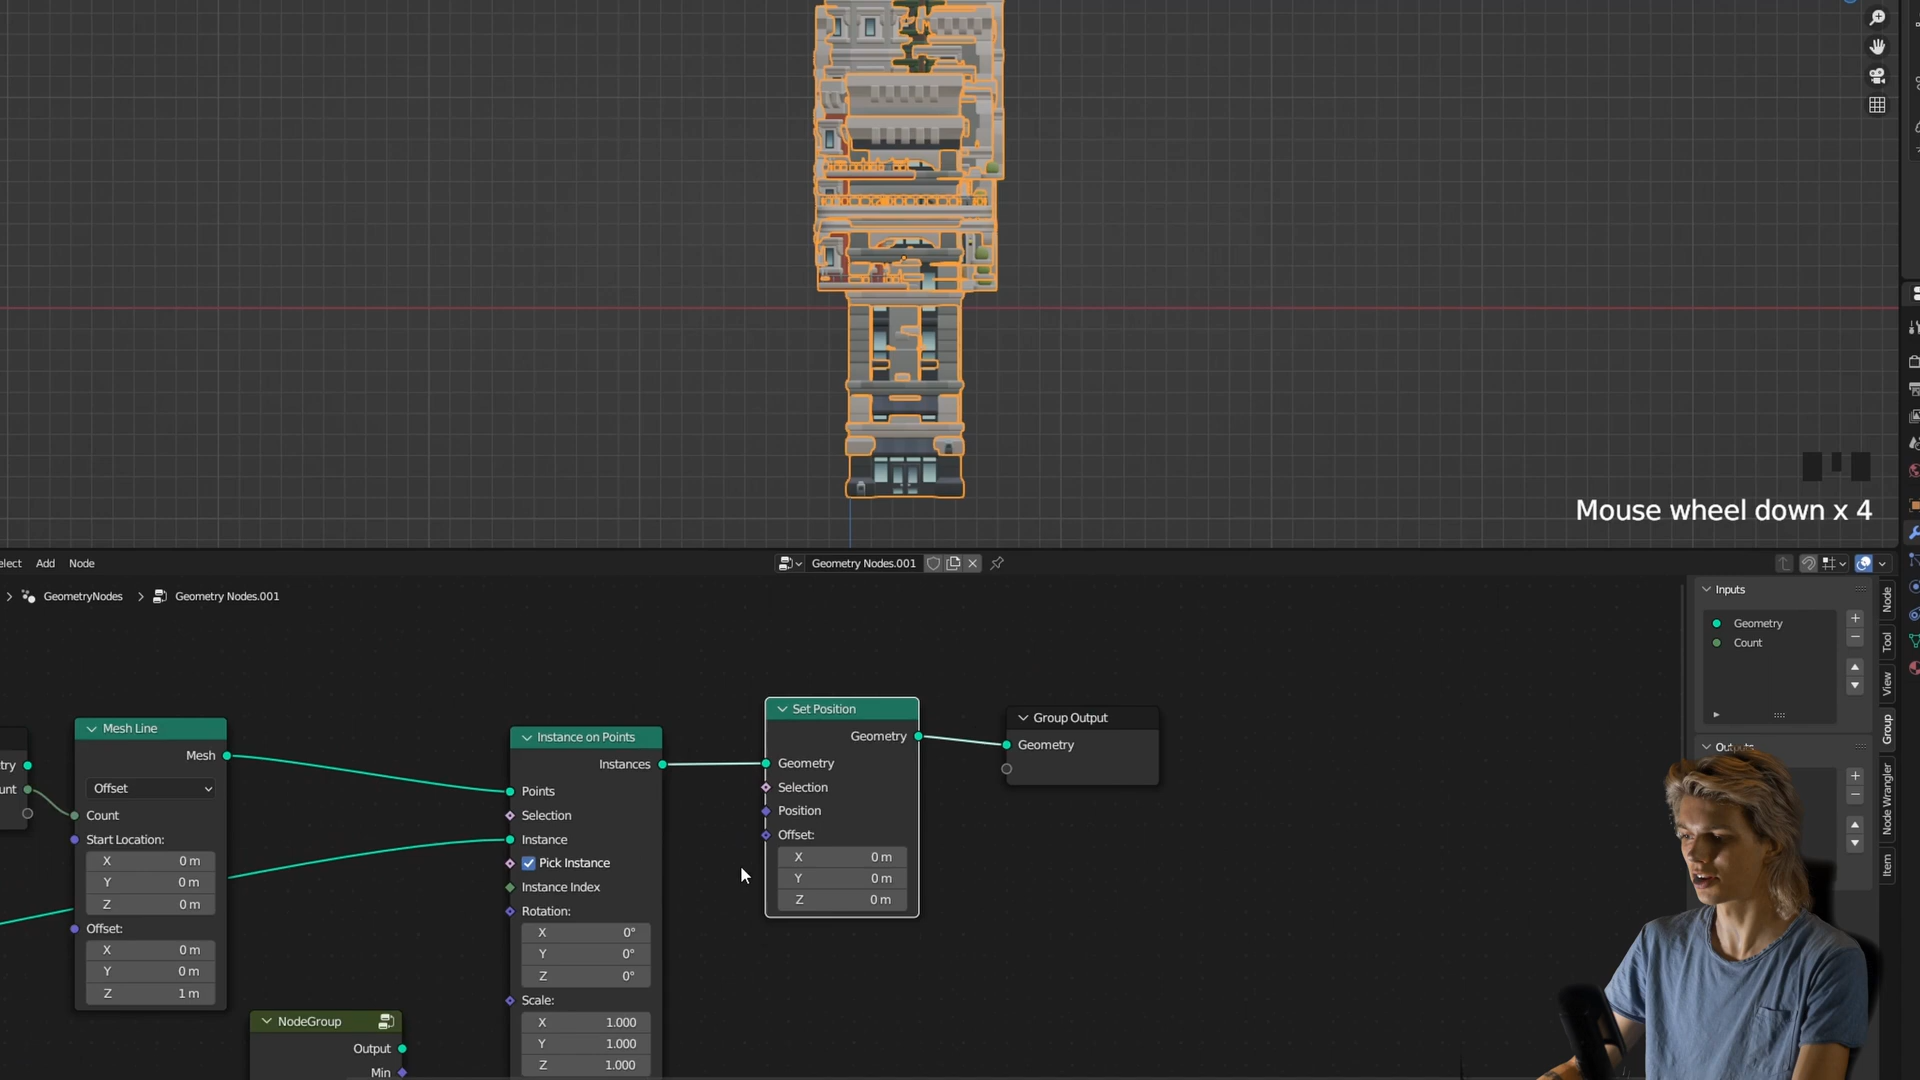 Mouse wheel down x 4
elect Add Node
Geometry Nodes.001
GeometryNodes
Geometry Nodes.001
Inputs
Geometry
Count
Node
Tool
View
Group
Node Wrangler
Item
Mesh Line
Mesh
Offset
Count
Start Location:
X 0 m
Y 0 m
Z 0 m
Offset:
X 0 m
Y 0 m
Z 1 m
try
unt
NodeGroup
Output
Min
Instance on Points
Instances
Points
Selection
Instance
Pick Instance
Instance Index
Rotation:
X 0°
Y 0°
Z 0°
Scale:
X 1.000
Y 1.000
Z 1.000
Set Position
Geometry
Geometry
Selection
Position
Offset:
X 0 m
Y 0 m
Z 0 m
Group Output
Geometry